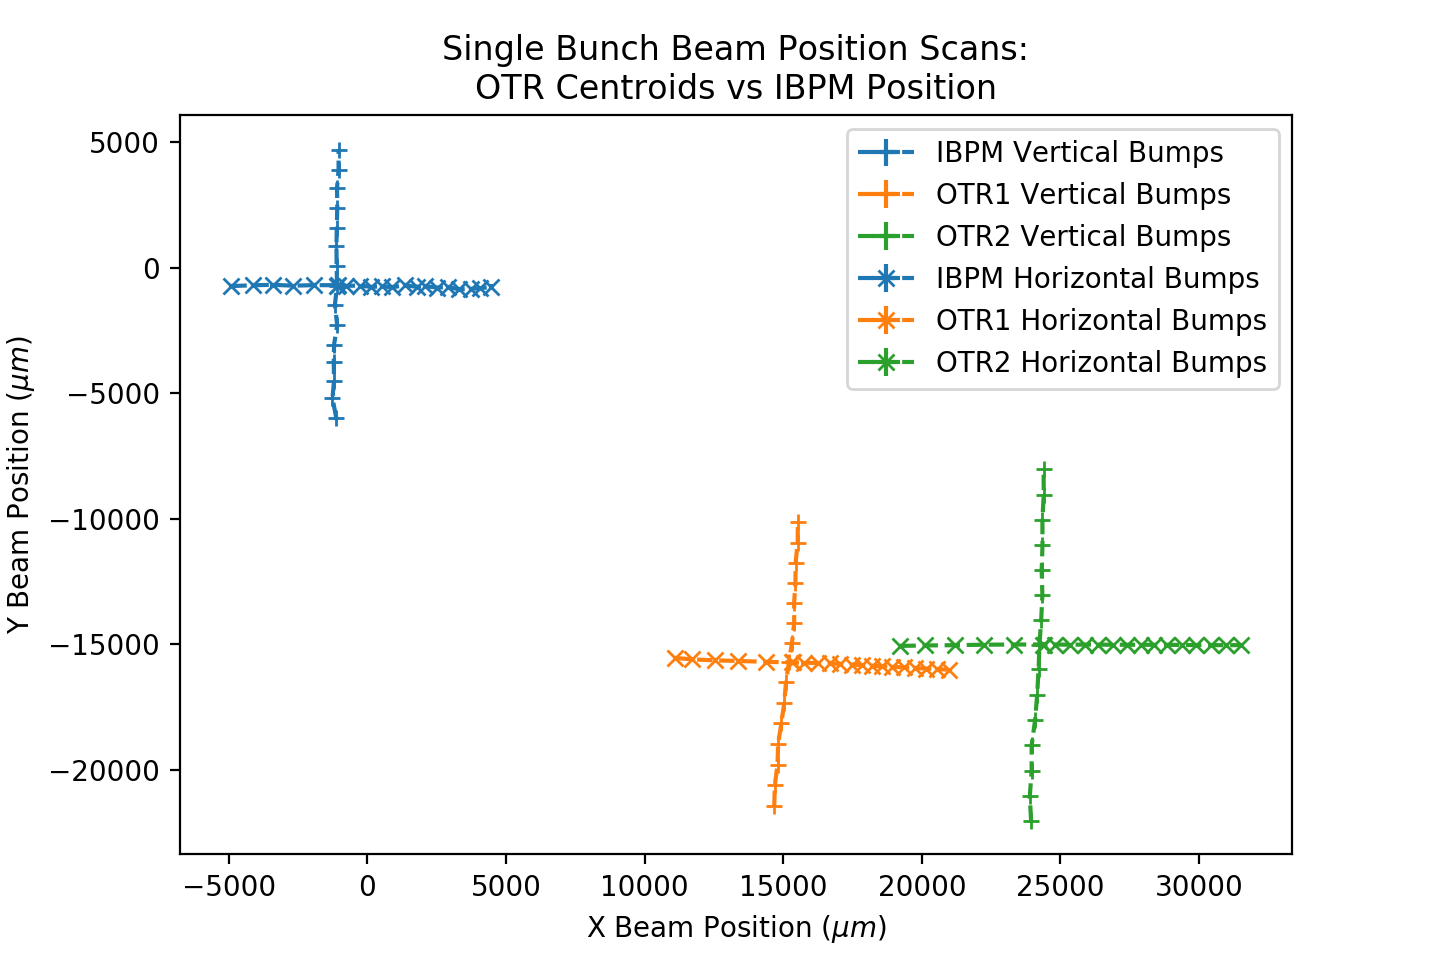 Single Bunch Beam Position Scans:
OTR Centroids vs IBPM Position
5000
0
−5000
−10000
−15000
−20000
Y Beam Position (μm)
IBPM Vertical Bumps
OTR1 Vertical Bumps
OTR2 Vertical Bumps
IBPM Horizontal Bumps
OTR1 Horizontal Bumps
OTR2 Horizontal Bumps
−5000 0 5000 10000 15000 20000 25000 30000
X Beam Position (μm)